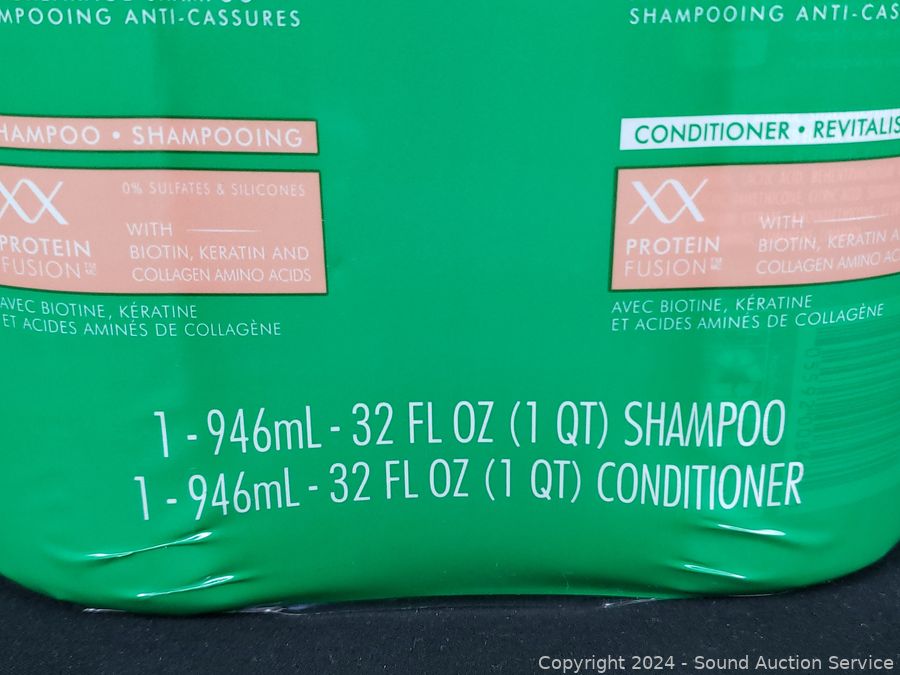 MPOOING ANTI-CASSURES
SHAMPOOING ANTI-CAS
HAMPOO • SHAMPOOING
XX
0% SULFATES & SILICONES
WITH
PROTEIN
FUSION
BIOTIN, KERATIN AND
COLLAGEN AMINO ACIDS
AVEC BIOTINE, KÉRATINE
ET ACIDES AMINÉS DE COLLAGÈNE
CONDITIONER • REVITALIS
XX
WITH
PROTEIN
FUSION
BIOTIN, KERATIN A
COLLAGEN AMINO AC
AVEC BIOTINE, KÉRATINE
ET ACIDES AMINÉS DE COLLAGÈNE
1 - 946mL - 32 FL OZ (1 QT) SHAMPOO
1 - 946mL - 32 FL OZ (1 QT) CONDITIONER
Copyright 2024 - Sound Auction Service